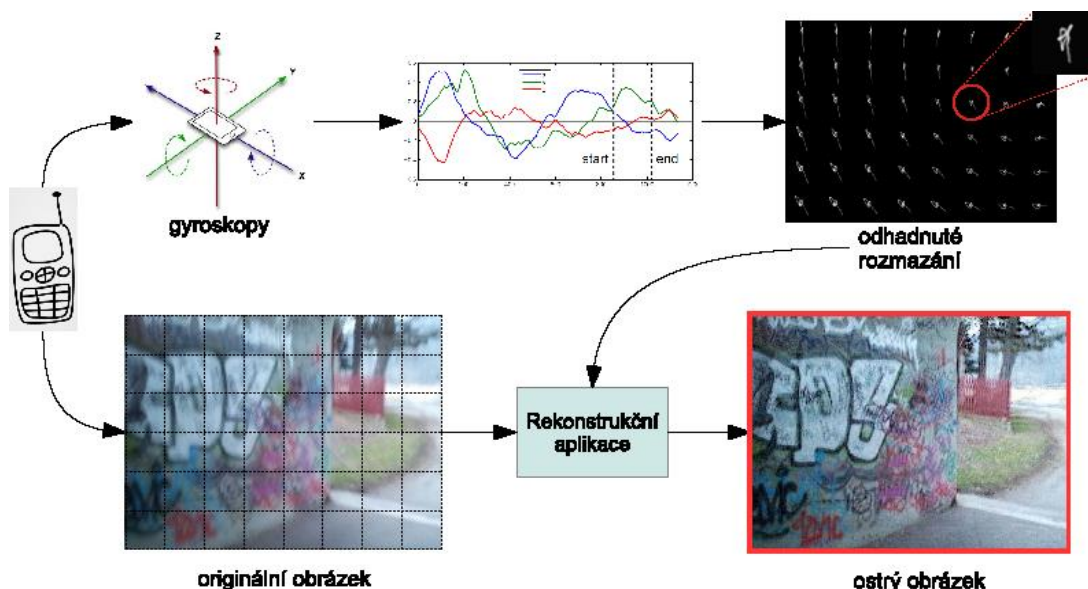 Z
Y
X
gyroskopy
start
end
odhadnuté
rozmazání
Rekonstrukční
aplikace
originální obrázek
ostrý obrázek